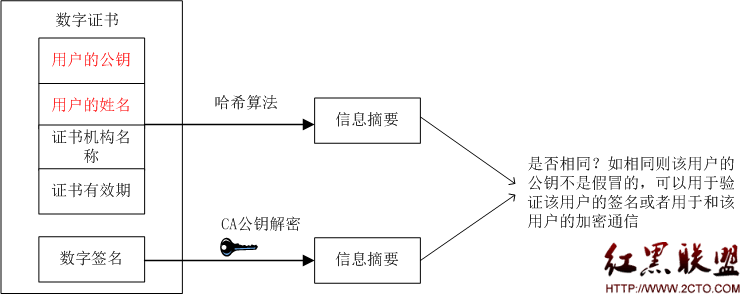 数字证书
用户的公钥
用户的姓名
证书机构名
称
证书有效期
数字签名
哈希算法
信息摘要
CA公钥解密
信息摘要
是否相同？如相同则该用户的
公钥不是假冒的，可以用于验
证该用户的签名或者用于和该
用户的加密通信
红黑联盟
HTTP://WWW.2CTO.COM